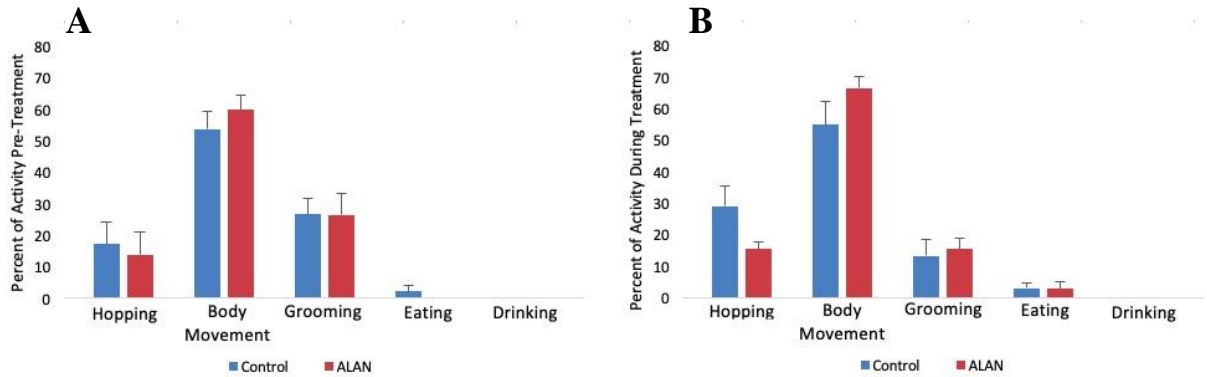 A
Percent of Activity Pre-Treatment
80
70
60
50
40
30
20
10
0
Hopping
Body
Movement
Grooming
Eating
Drinking
Control
ALAN
B
Percent of Activity During Treatment
80
70
60
50
40
30
20
10
0
Hopping
Body
Movement
Grooming
Eating
Drinking
Control
ALAN